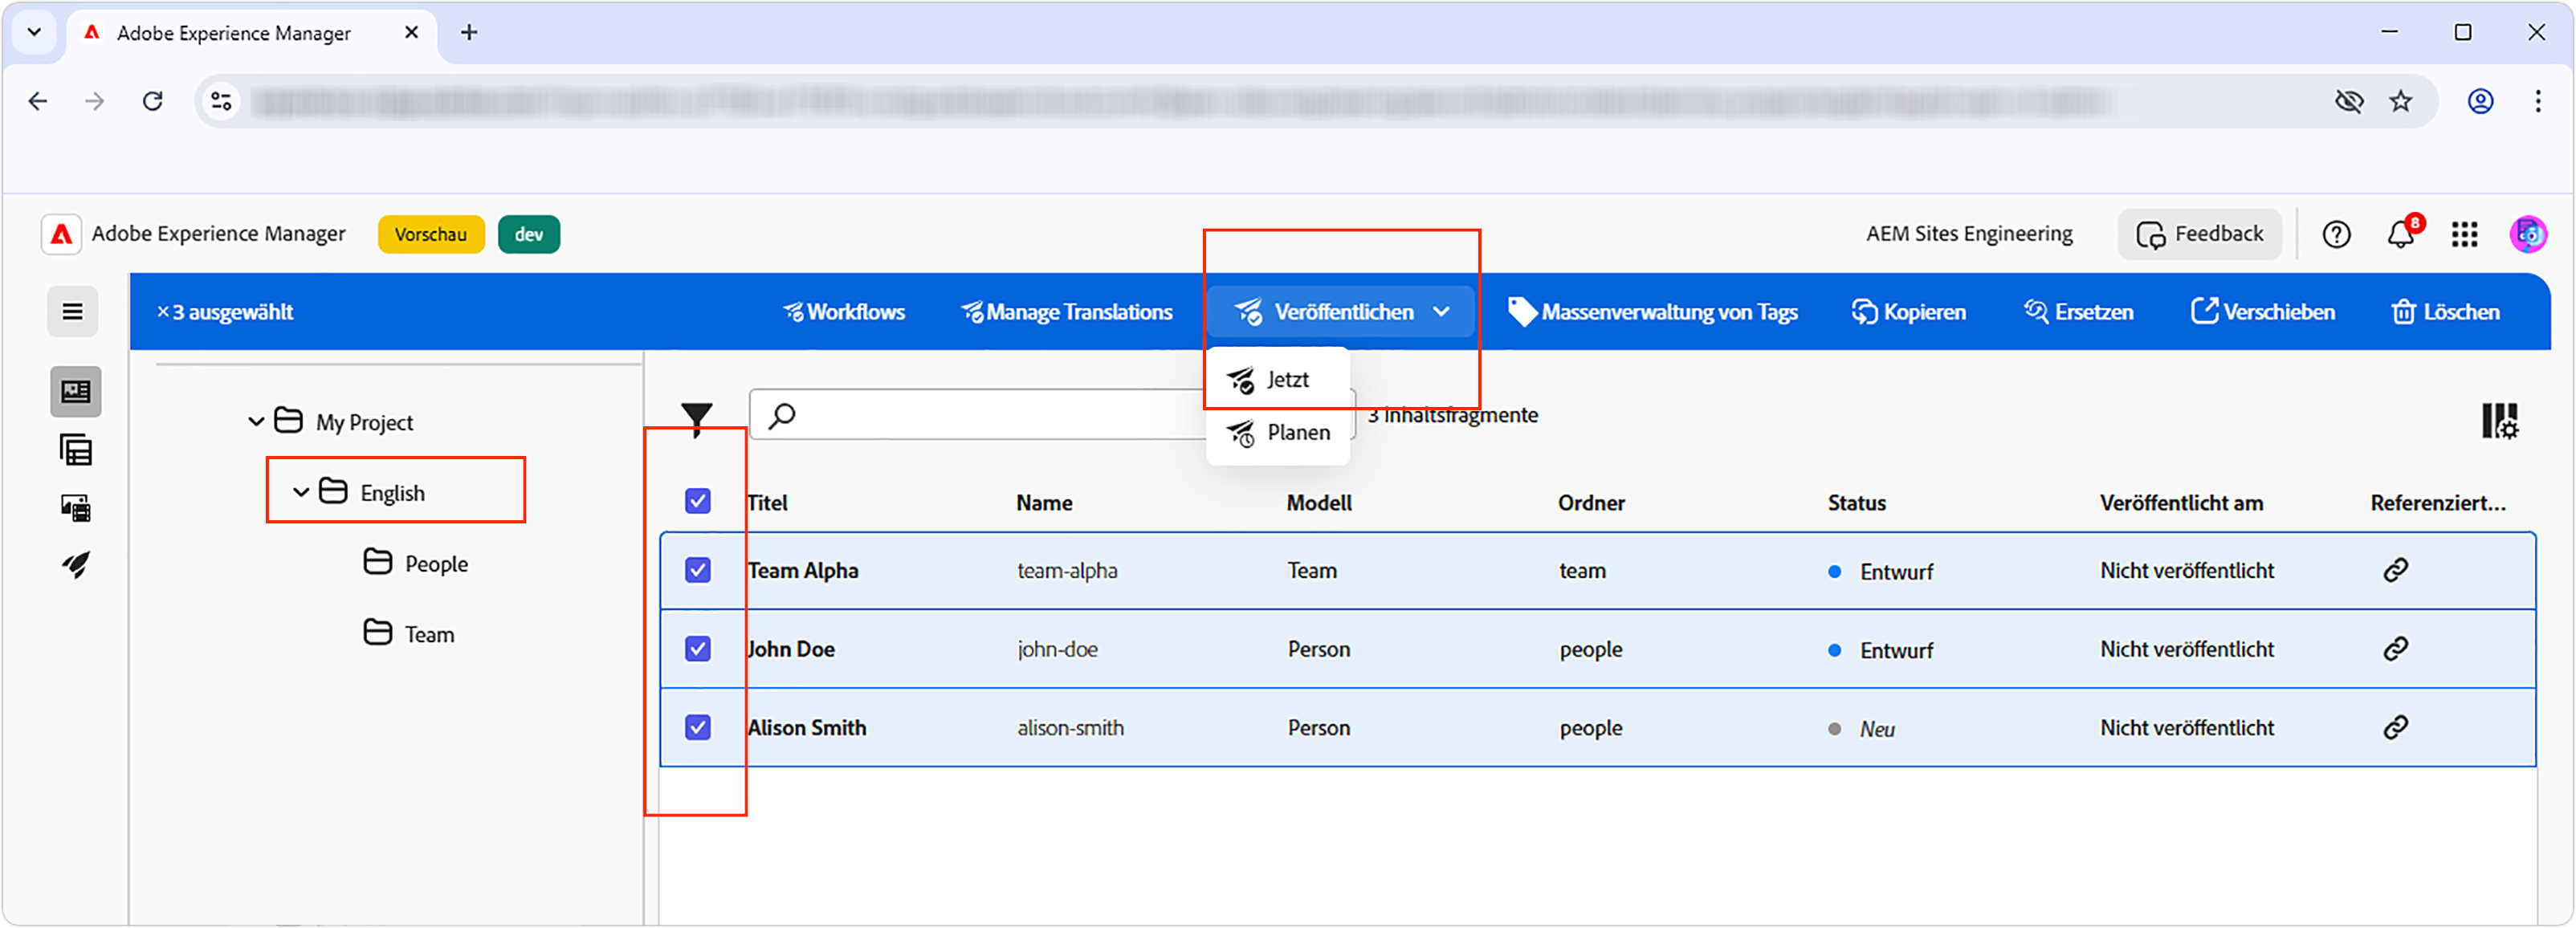 Adobe Experience Manager
Adobe Experience Manager Vorschau dev AEM Sites Engineering Feedback 8
×3 ausgewählt Workflows Manage Translations Veröffentlichen Massenverwaltung von Tags Kopieren Ersetzen Verschieben Löschen
Jetzt
Planen
My Project
English
People
Team
3 Inhaltsfragmente
Titel Name Modell Ordner Status Veröffentlicht am Referenziert...
Team Alpha team-alpha Team team Entwurf Nicht veröffentlicht
John Doe john-doe Person people Entwurf Nicht veröffentlicht
Alison Smith alison-smith Person people Neu Nicht veröffentlicht